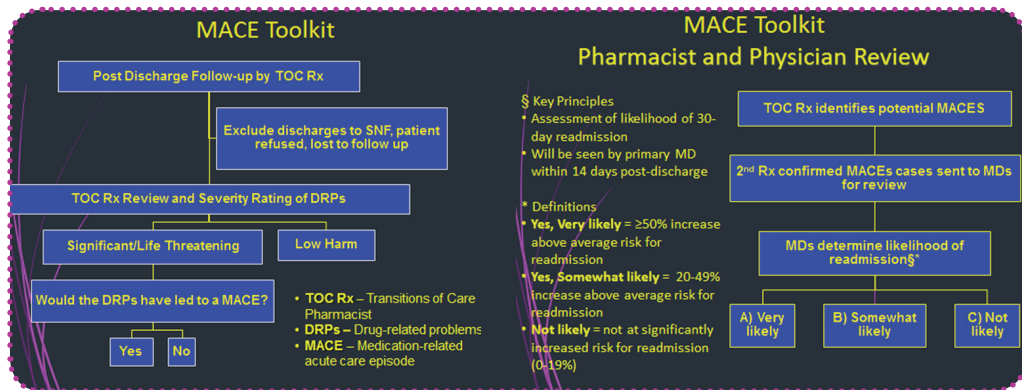 MACE Toolkit
Post Discharge Follow-up by TOC Rx
Exclude discharges to SNF, patient
refused, lost to follow up
TOC Rx Review and Severity Rating of DRPs
Significant/Life Threatening
Low Harm
Would the DRPs have led to a MACE?
Yes
No
• TOC Rx – Transitions of Care
Pharmacist
• DRPs – Drug-related problems
• MACE – Medication-related
acute care episode
MACE Toolkit
Pharmacist and Physician Review
§ Key Principles
• Assessment of likelihood of 30-
day readmission
• Will be seen by primary MD
within 14 days post-discharge
* Definitions
• Yes, Very likely = ≥50% increase
above average risk for
readmission
• Yes, Somewhat likely = 20-49%
increase above average risk for
readmission
• Not likely = not at significantly
increased risk for readmission
(0-19%)
TOC Rx identifies potential MACES
2nd Rx confirmed MACEs cases sent to MDs
for review
MDs determine likelihood of
readmission§*
A) Very
likely
B) Somewhat
likely
C) Not
likely